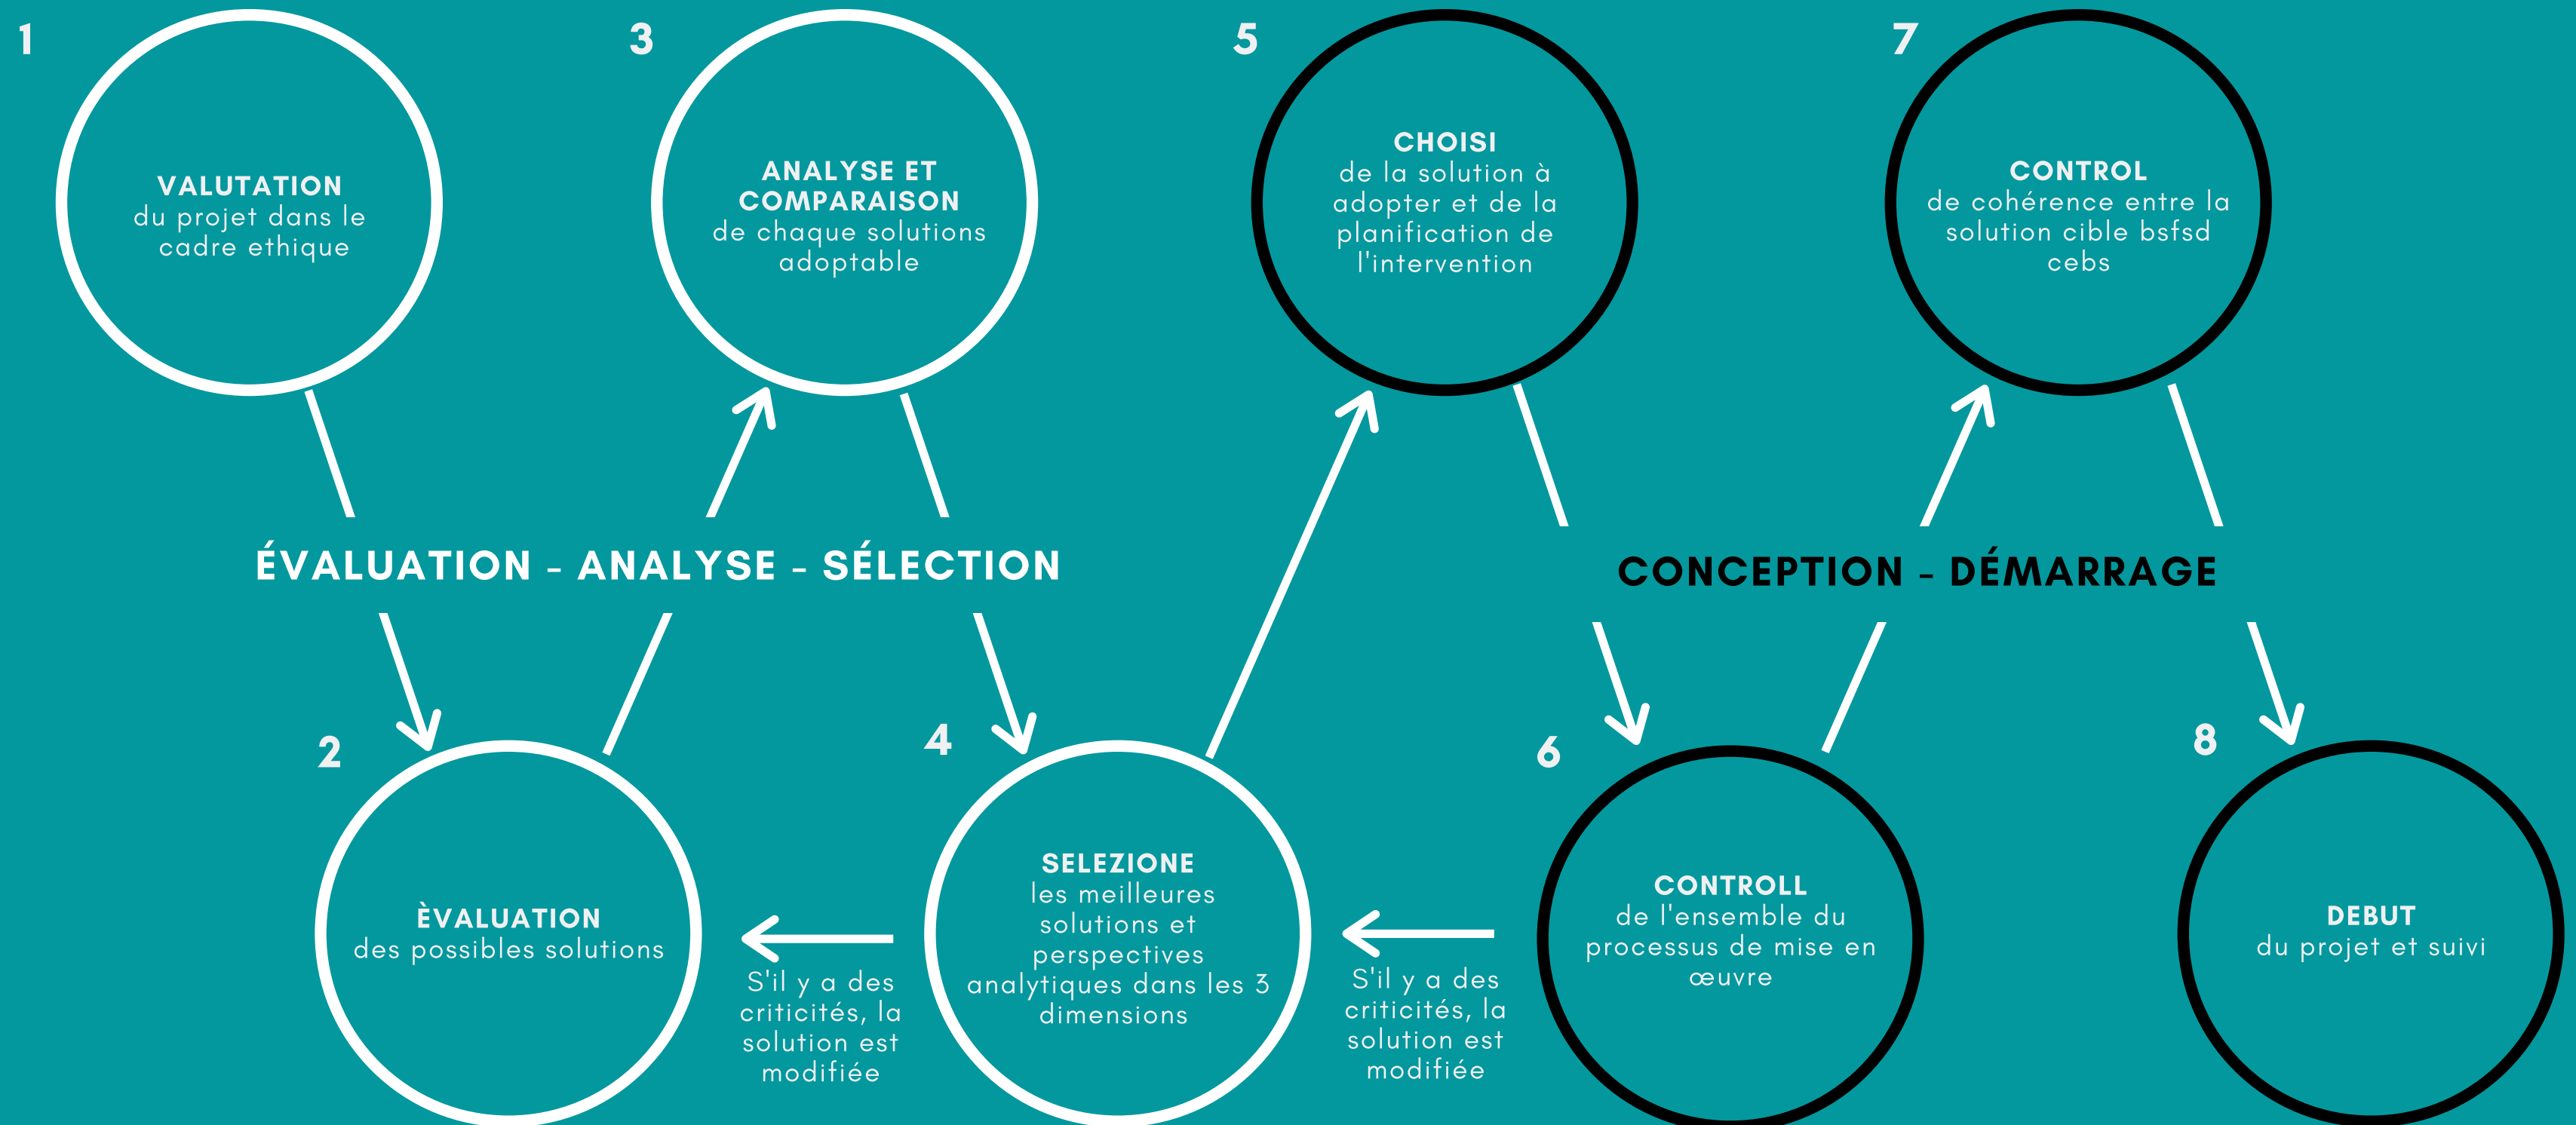 1
VALUTATION
du projet dans le
cadre ethique
3
ANALYSE ET
COMPARAISON
de chaque solutions
adoptable
5
CHOISI
de la solution à
adopter et de la
planification de
l'intervention
7
CONTROL
de cohérence entre la
solution cible bsfsd
cebs
ÉVALUATION - ANALYSE - SÉLECTION
CONCEPTION - DÉMARRAGE
2
ÈVALUATION
des possibles solutions
S'il y a des
criticités, la
solution est
modifiée
4
SELEZIONE
les meilleures
solutions et
perspectives
analytiques dans les 3
dimensions
S'il y a des
criticités, la
solution est
modifiée
6
CONTROLL
de l'ensemble du
processus de mise en
œuvre
8
DEBUT
du projet et suivi